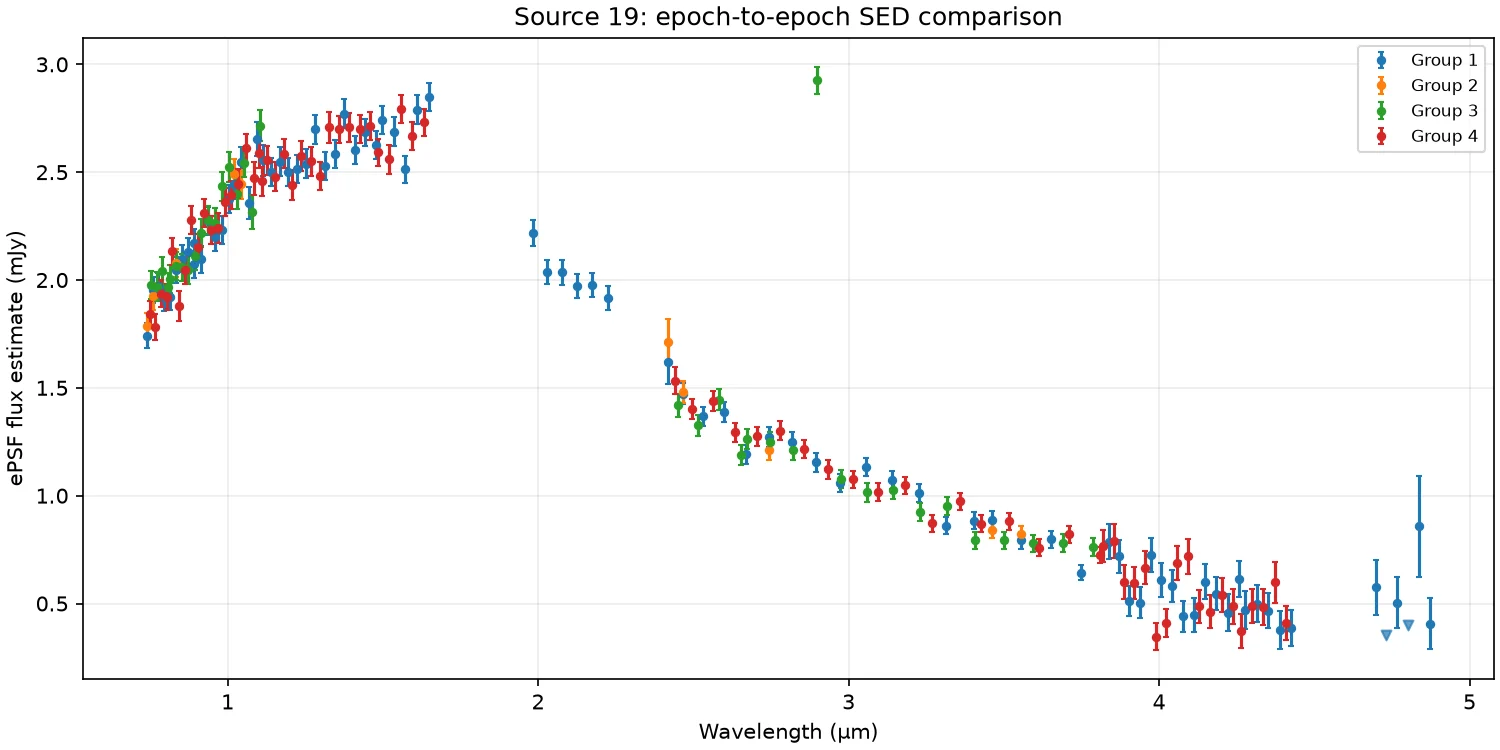 Source 19: epoch-to-epoch SED comparison
ePSF flux estimate (mJy)
3.0
2.5
2.0
1.5
1.0
0.5
Group 1
Group 2
Group 3
Group 4
1 2 3 4 5
Wavelength (μm)